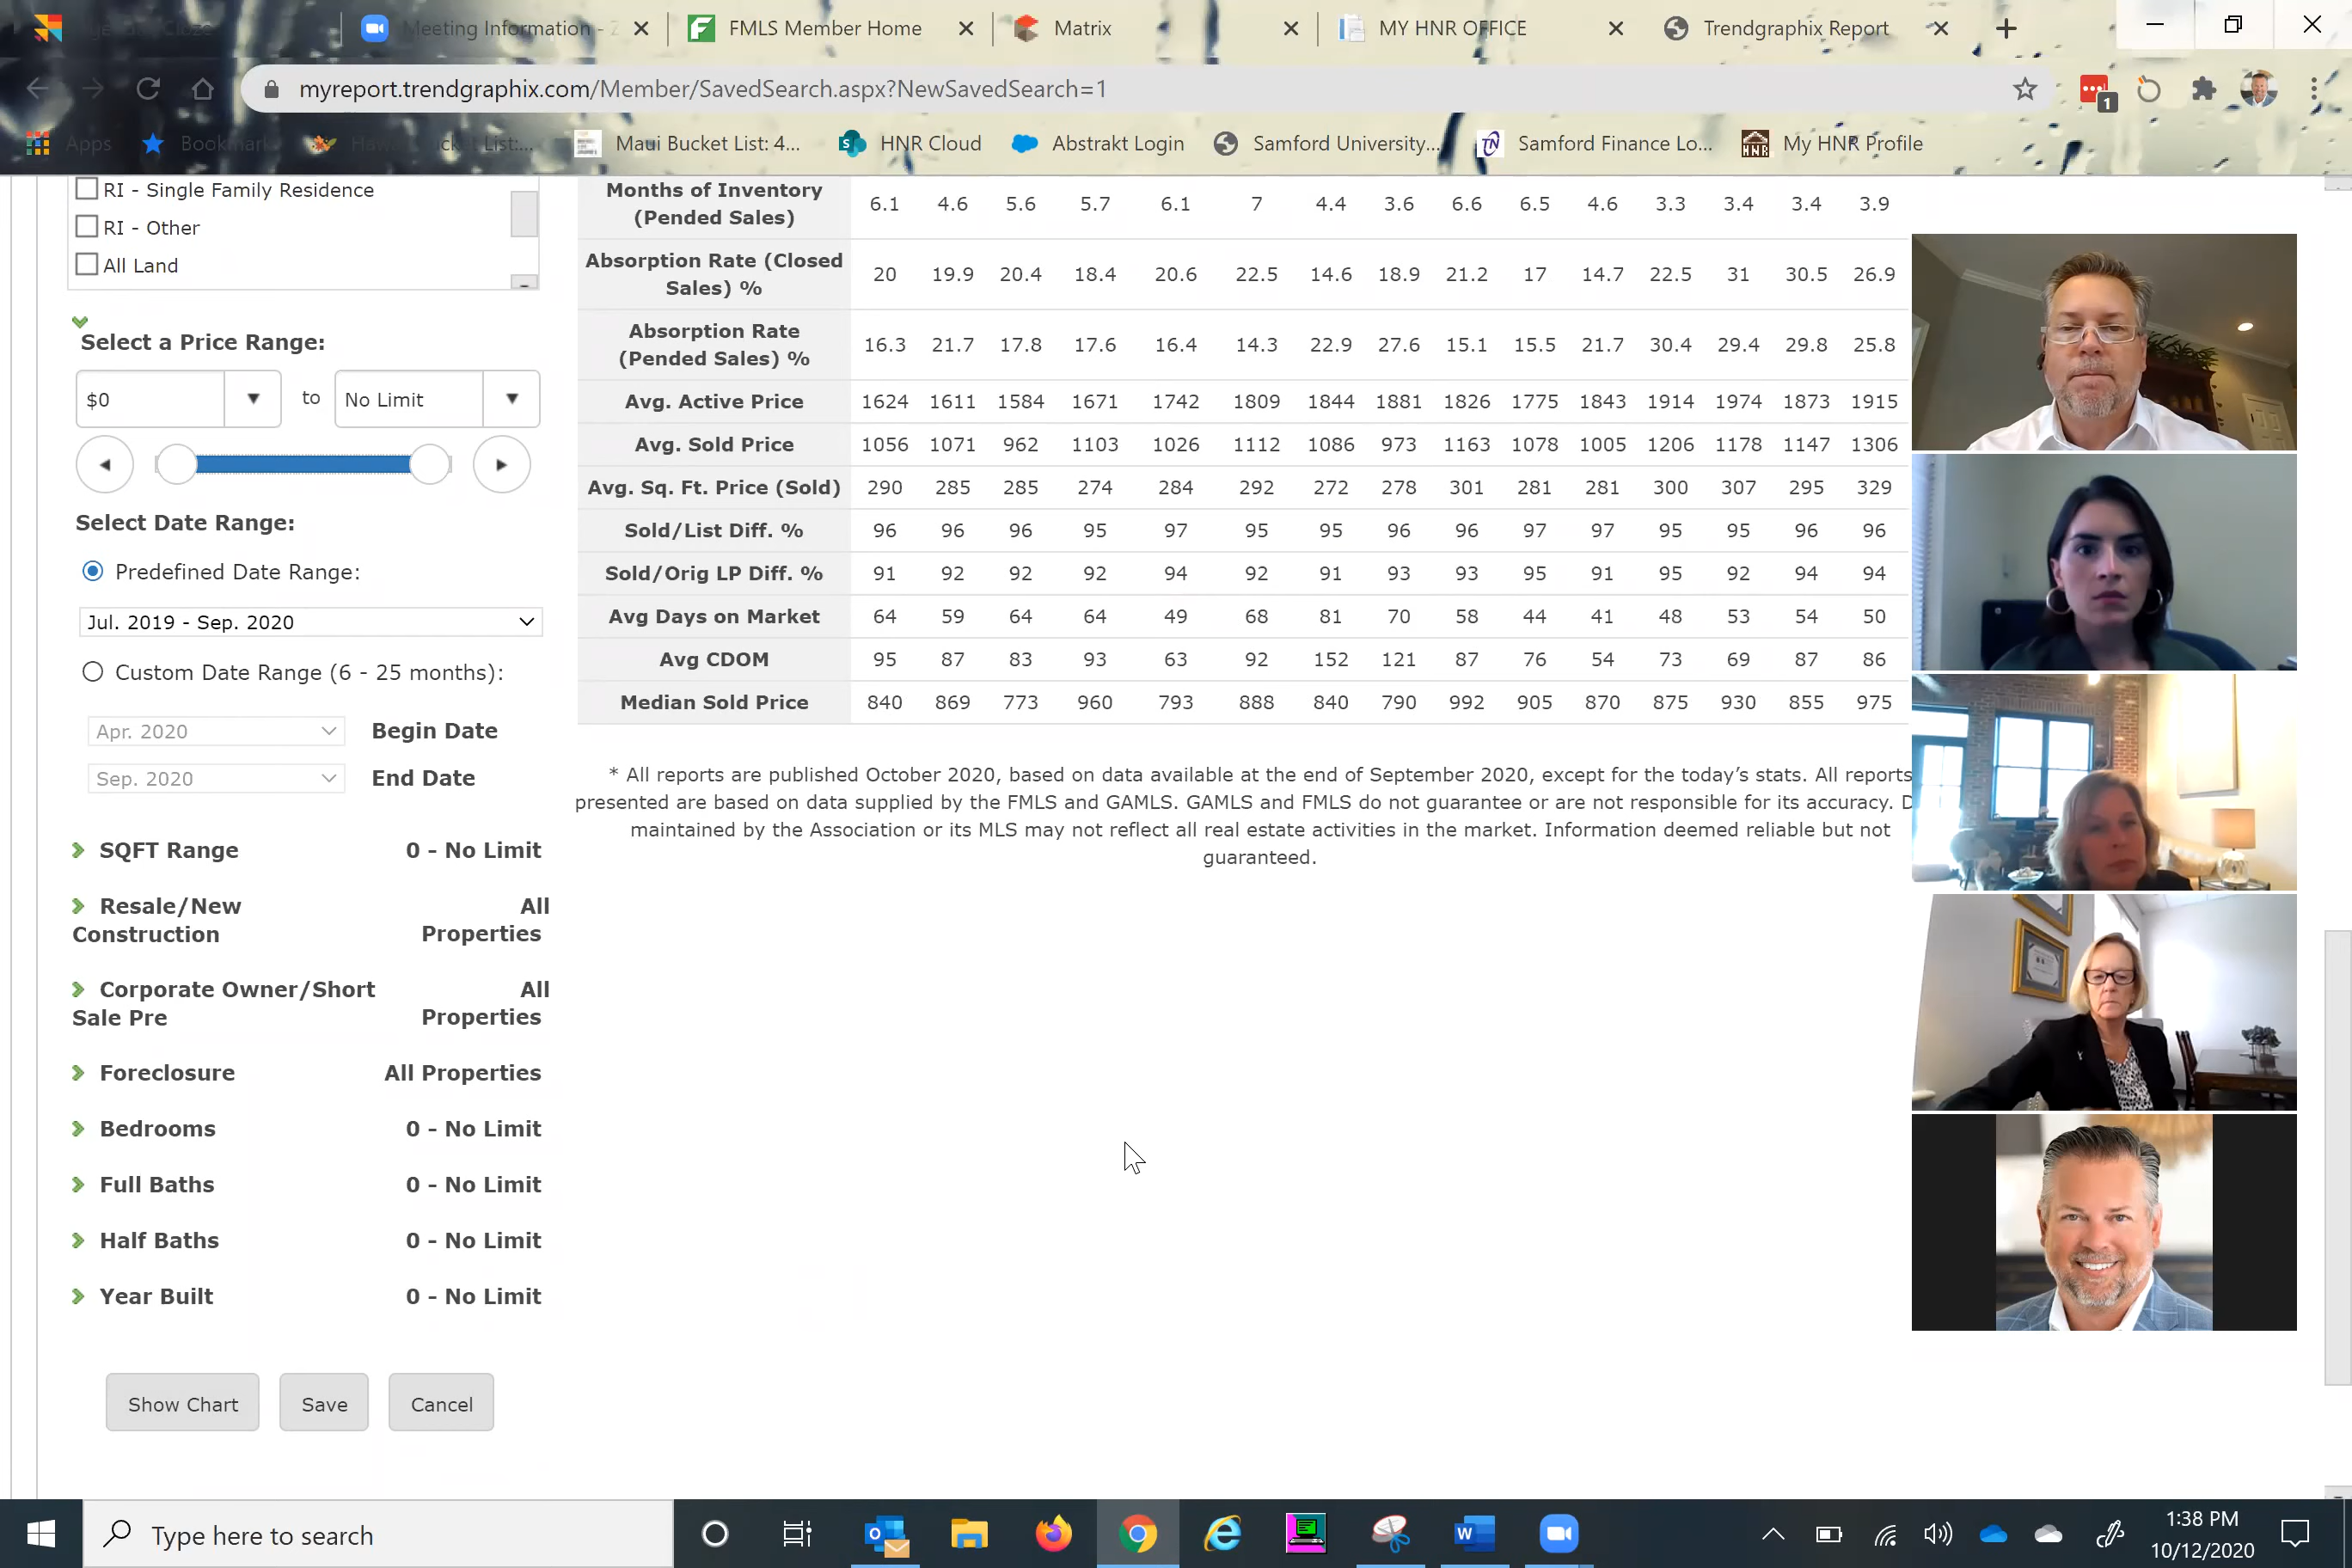 Meeting Information - Z
FMLS Member Home
Matrix
MY HNR OFFICE
Trendgraphix Report
myreport.trendgraphix.com/Member/SavedSearch.aspx?NewSavedSearch=1
1
Apps
Bookmark
Maui Bucket List: 4...
HNR Cloud
Abstrakt Login
Samford University...
Samford Finance Lo...
My HNR Profile
RI - Single Family Residence
RI - Other
All Land
Select a Price Range:
$0 to No Limit
Select Date Range:
Predefined Date Range:
Jul. 2019 - Sep. 2020
Custom Date Range (6 - 25 months):
Apr. 2020 Begin Date
Sep. 2020 End Date
SQFT Range 0 - No Limit
Resale/New All
Construction Properties
Corporate Owner/Short All
Sale Pre Properties
Foreclosure All Properties
Bedrooms 0 - No Limit
Full Baths 0 - No Limit
Half Baths 0 - No Limit
Year Built 0 - No Limit
Show Chart Save Cancel
Months of Inventory
(Pended Sales) 6.1 4.6 5.6 5.7 6.1 7 4.4 3.6 6.6 6.5 4.6 3.3 3.4 3.4 3.9
Absorption Rate (Closed
Sales) % 20 19.9 20.4 18.4 20.6 22.5 14.6 18.9 21.2 17 14.7 22.5 31 30.5 26.9
Absorption Rate
(Pended Sales) % 16.3 21.7 17.8 17.6 16.4 14.3 22.9 27.6 15.1 15.5 21.7 30.4 29.4 29.8 25.8
Avg. Active Price 1624 1611 1584 1671 1742 1809 1844 1881 1826 1775 1843 1914 1974 1873 1915
Avg. Sold Price 1056 1071 962 1103 1026 1112 1086 973 1163 1078 1005 1206 1178 1147 1306
Avg. Sq. Ft. Price (Sold) 290 285 285 274 284 292 272 278 301 281 281 300 307 295 329
Sold/List Diff. % 96 96 96 95 97 95 95 96 96 97 97 95 95 96 96
Sold/Orig LP Diff. % 91 92 92 92 94 92 91 93 93 95 91 95 92 94 94
Avg Days on Market 64 59 64 64 49 68 81 70 58 44 41 48 53 54 50
Avg CDOM 95 87 83 93 63 92 152 121 87 76 54 73 69 87 86
Median Sold Price 840 869 773 960 793 888 840 790 992 905 870 875 930 855 975
* All reports are published October 2020, based on data available at the end of September 2020, except for the today's stats. All reports
presented are based on data supplied by the FMLS and GAMLS. GAMLS and FMLS do not guarantee or are not responsible for its accuracy. D
maintained by the Association or its MLS may not reflect all real estate activities in the market. Information deemed reliable but not
guaranteed.
Type here to search
1:38 PM
10/12/2020